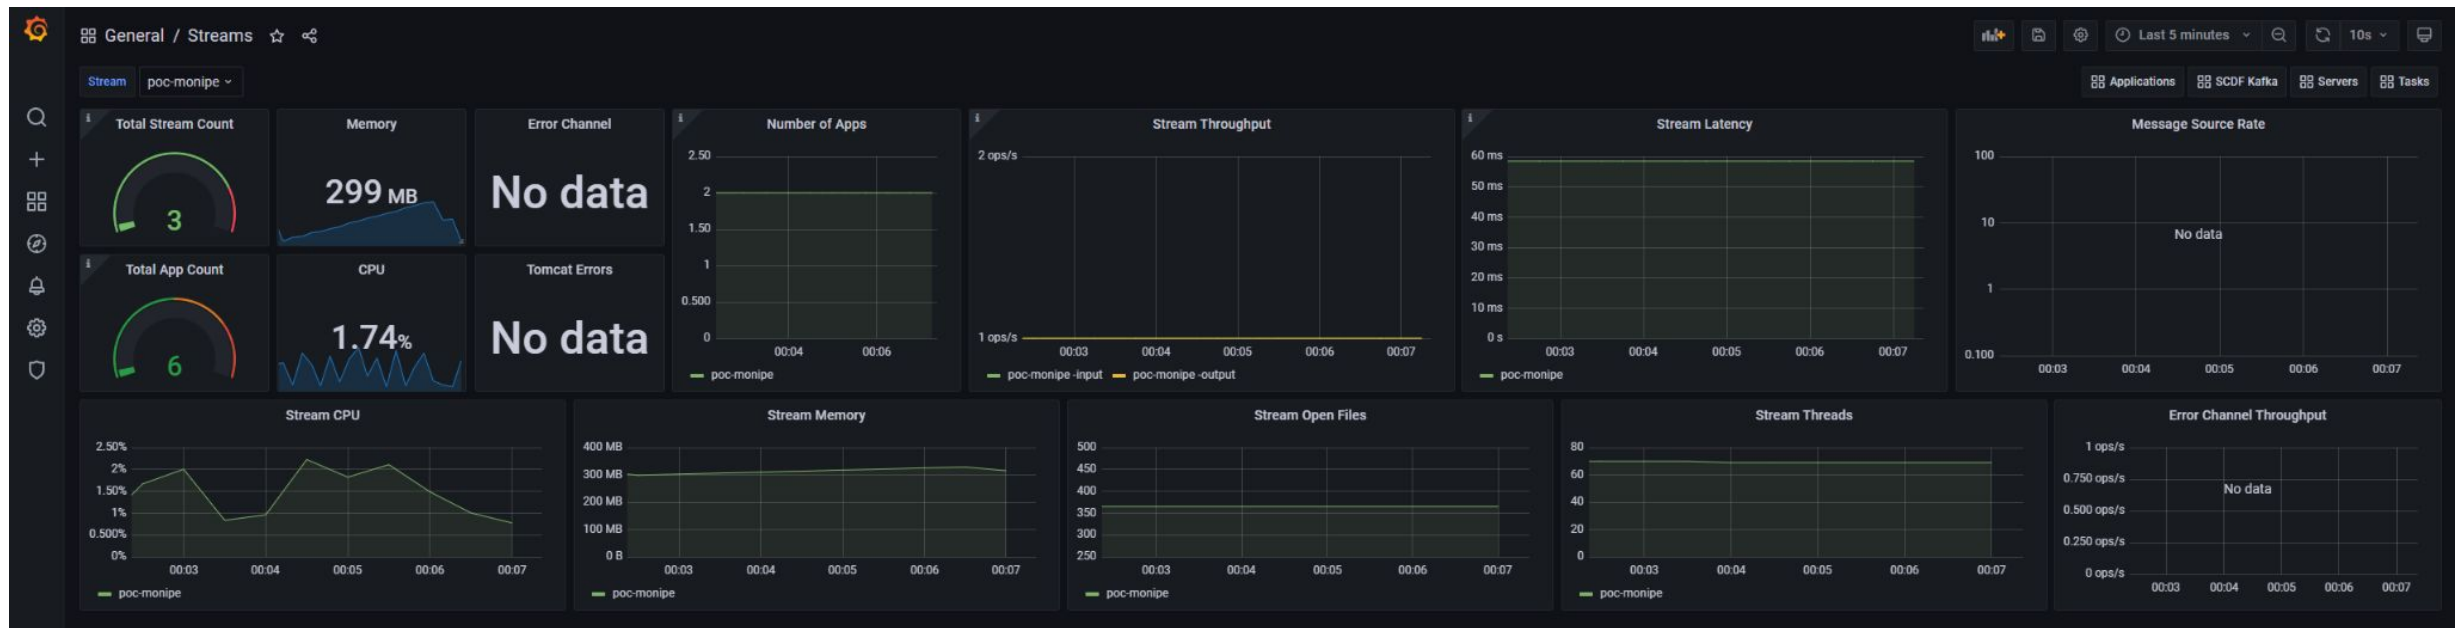 General / Streams
Last 5 minutes
10s
Stream
poc-monipe
Applications
SCDF Kafka
Servers
Tasks
i
Total Stream Count
3
Memory
299 MB
Error Channel
No data
i
Number of Apps
2.50
2
1.50
1
0.500
0
00:04 00:06
poc-monipe
i
Stream Throughput
2 ops/s
1 ops/s
00:03 00:04 00:05 00:06 00:07
poc-monipe -input poc-monipe -output
i
Stream Latency
60 ms
50 ms
40 ms
30 ms
20 ms
10 ms
0 s
00:03 00:04 00:05 00:06 00:07
poc-monipe
Message Source Rate
100
10
1
0.100
No data
00:03 00:04 00:05 00:06 00:07
i
Total App Count
6
CPU
1.74%
Tomcat Errors
No data
Stream CPU
2.50%
2%
1.50%
1%
0.500%
0%
00:03 00:04 00:05 00:06 00:07
poc-monipe
Stream Memory
400 MB
300 MB
200 MB
100 MB
0 B
00:03 00:04 00:05 00:06 00:07
poc-monipe
Stream Open Files
500
450
400
350
300
250
00:03 00:04 00:05 00:06 00:07
poc-monipe
Stream Threads
80
60
40
20
0
00:03 00:04 00:05 00:06 00:07
poc-monipe
Error Channel Throughput
1 ops/s
0.750 ops/s
0.500 ops/s
0.250 ops/s
0 ops/s
No data
00:03 00:04 00:05 00:06 00:07